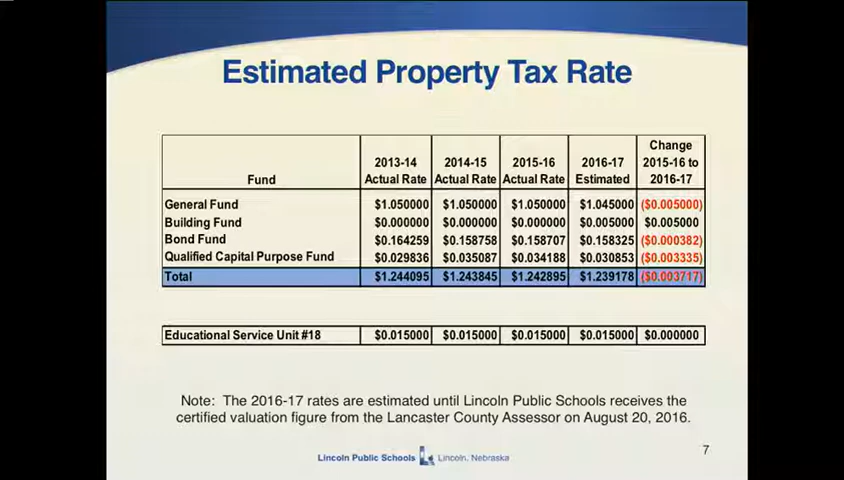 Estimated Property Tax Rate
Fund 2013-14 Actual Rate 2014-15 Actual Rate 2015-16 Actual Rate 2016-17 Estimated Change 2015-16 to 2016-17
General Fund $1.050000 $1.050000 $1.050000 $1.045000 ($0.005000)
Building Fund $0.000000 $0.000000 $0.000000 $0.005000 $0.005000
Bond Fund $0.164259 $0.158758 $0.158707 $0.158325 ($0.000382)
Qualified Capital Purpose Fund $0.029836 $0.035087 $0.034188 $0.030853 ($0.003335)
Total $1.244095 $1.243845 $1.242895 $1.239178 ($0.003717)
Educational Service Unit #18 $0.015000 $0.015000 $0.015000 $0.015000 $0.000000
Note: The 2016-17 rates are estimated until Lincoln Public Schools receives the
certified valuation figure from the Lancaster County Assessor on August 20, 2016.
7
Lincoln Public Schools Lincoln, Nebraska